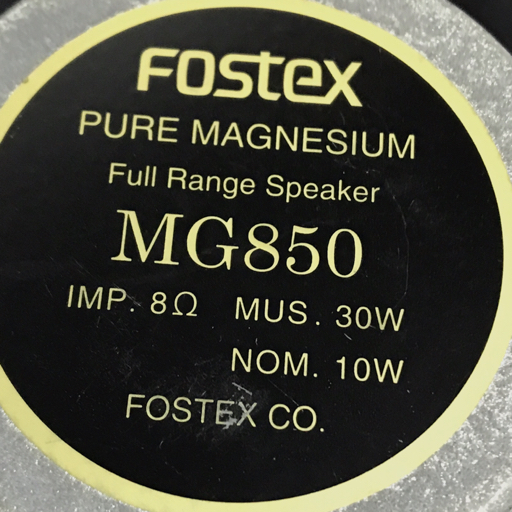 Fostex
PURE MAGNESIUM
Full Range Speaker
MG850
IMP. 8Ω MUS. 30W
NOM. 10W
FOSTEX CO.